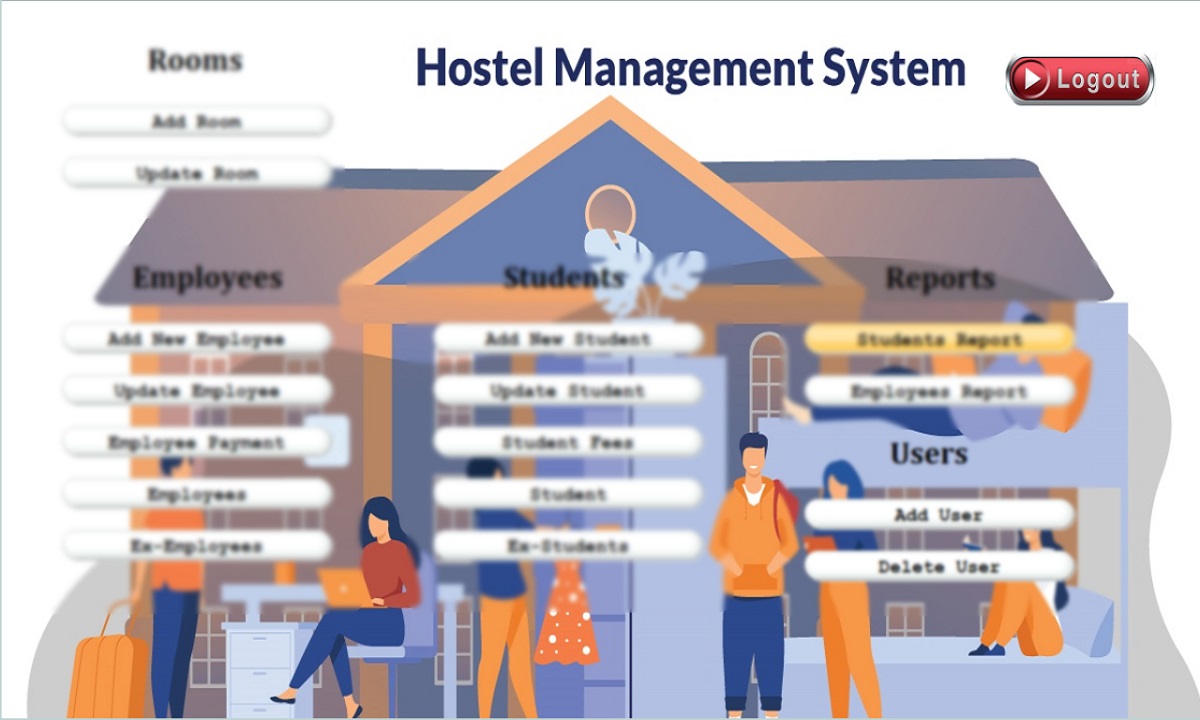 Hostel Management System
Logout
Rooms
Add Room
Update Room
Employees
Add New Employee
Update Employee
Employee Payment
Employees
Ex-Employees
Students
Add New Student
Update Student
Student Fees
Student
Ex-Students
Reports
Students Report
Employees Report
Users
Add User
Delete User